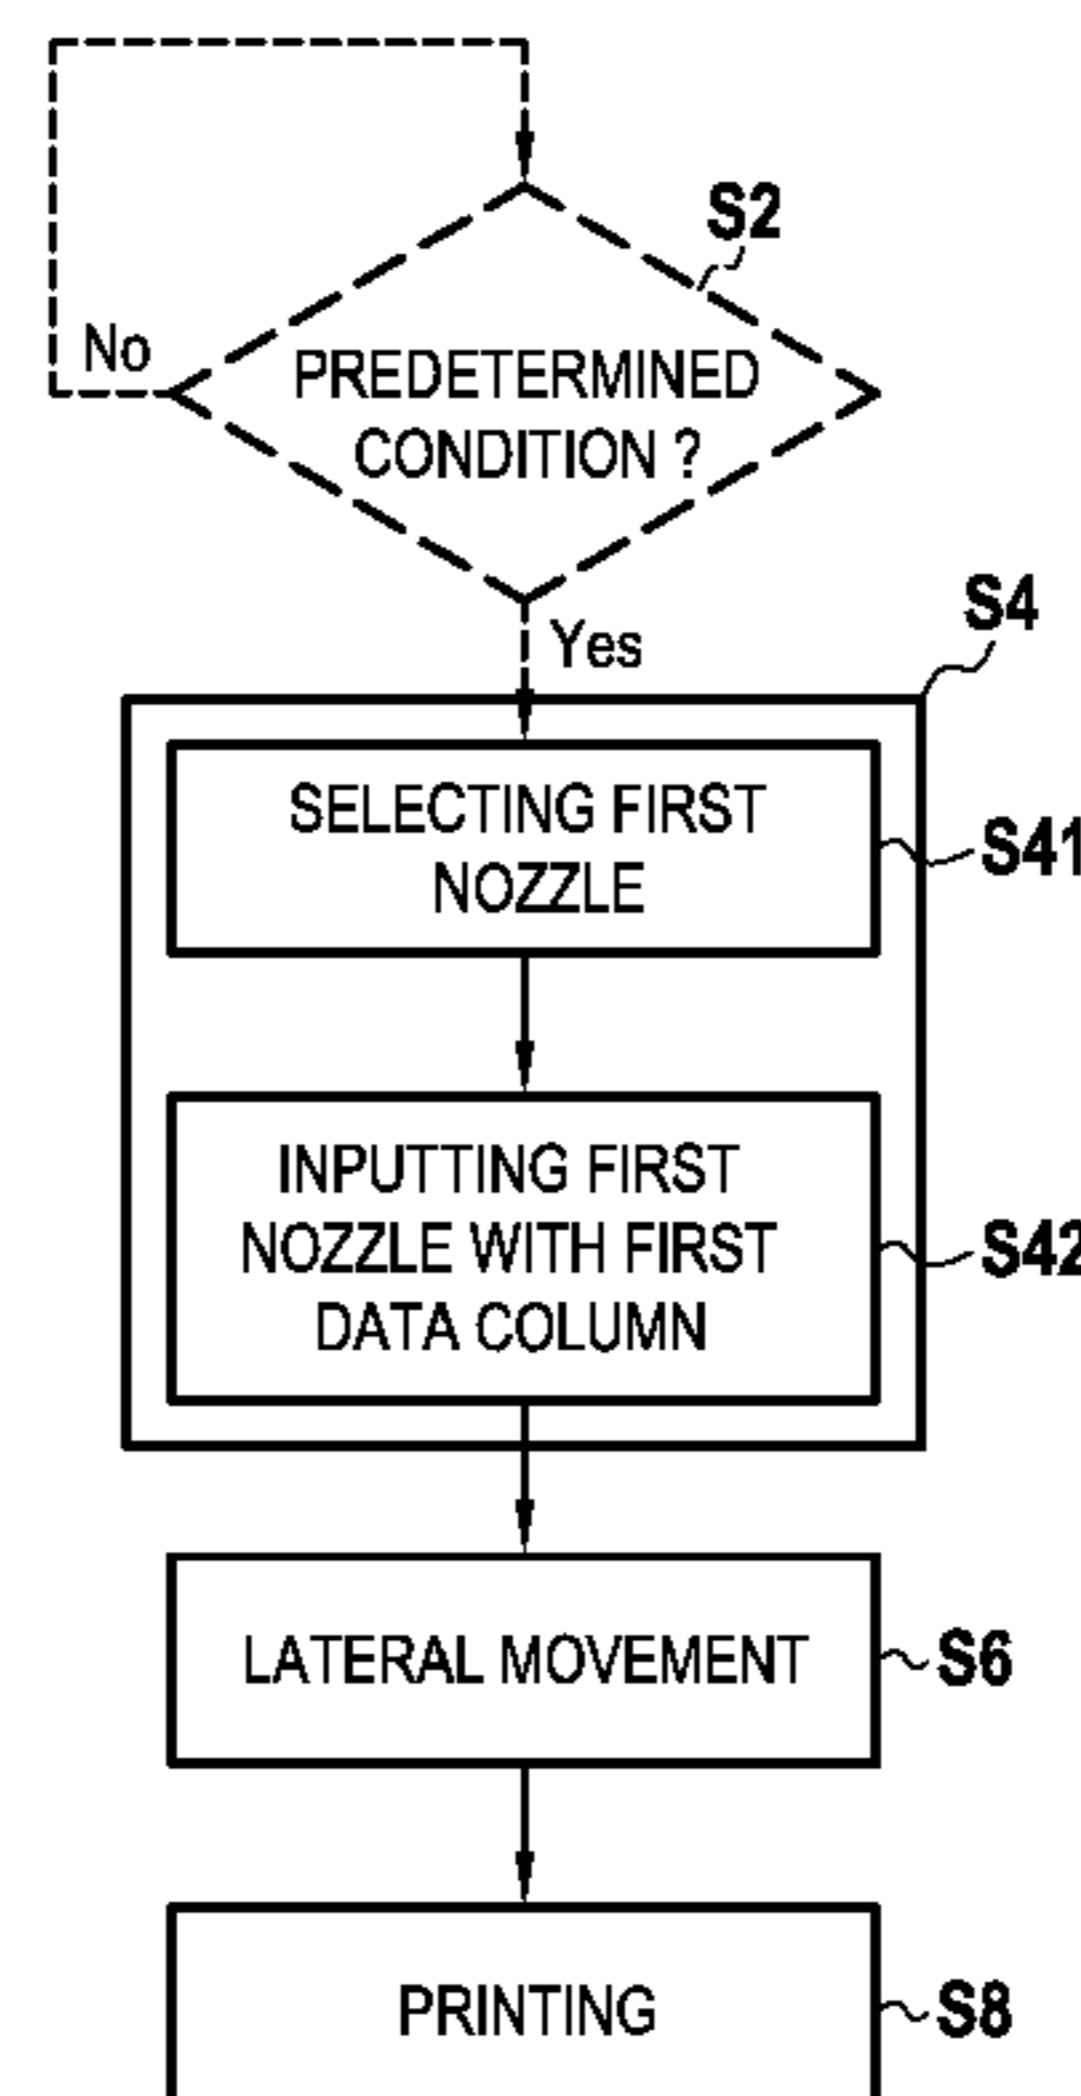 S2
No
PREDETERMINED
CONDITION ?
Yes
S4
SELECTING FIRST
NOZZLE
S41
INPUTTING FIRST
NOZZLE WITH FIRST
DATA COLUMN
S42
LATERAL MOVEMENT
S6
PRINTING
S8